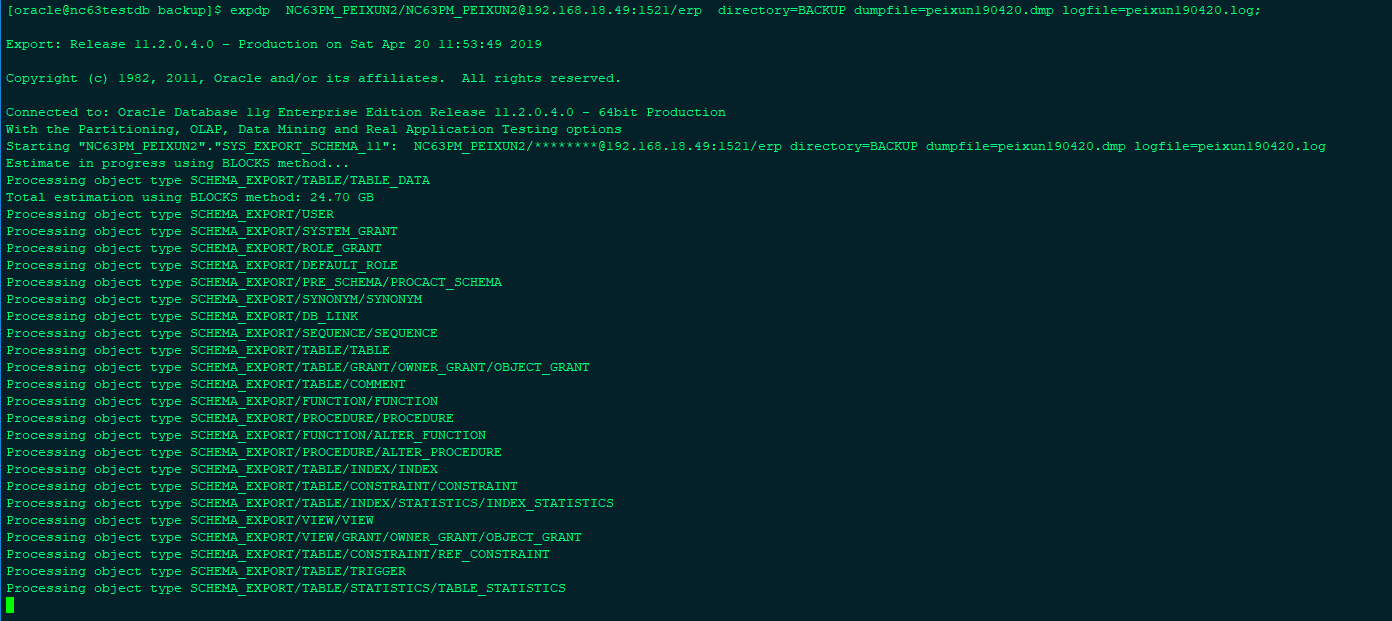 [oracle@nc63testdb backup]$ expdp  NC63PM_PEIXUN2/NC63PM_PEIXUN2@192.168.18.49:1521/erp  directory=BACKUP dumpfile=peixun190420.dmp logfile=peixun190420.log;
Export: Release 11.2.0.4.0 - Production on Sat Apr 20 11:53:49 2019
Copyright (c) 1982, 2011, Oracle and/or its affiliates.  All rights reserved.
Connected to: Oracle Database 11g Enterprise Edition Release 11.2.0.4.0 - 64bit Production
With the Partitioning, OLAP, Data Mining and Real Application Testing options
Starting "NC63PM_PEIXUN2"."SYS_EXPORT_SCHEMA_11":  NC63PM_PEIXUN2/********@192.168.18.49:1521/erp directory=BACKUP dumpfile=peixun190420.dmp logfile=peixun190420.log
Estimate in progress using BLOCKS method...
Processing object type SCHEMA_EXPORT/TABLE/TABLE_DATA
Total estimation using BLOCKS method: 24.70 GB
Processing object type SCHEMA_EXPORT/USER
Processing object type SCHEMA_EXPORT/SYSTEM_GRANT
Processing object type SCHEMA_EXPORT/ROLE_GRANT
Processing object type SCHEMA_EXPORT/DEFAULT_ROLE
Processing object type SCHEMA_EXPORT/PRE_SCHEMA/PROCACT_SCHEMA
Processing object type SCHEMA_EXPORT/SYNONYM/SYNONYM
Processing object type SCHEMA_EXPORT/DB_LINK
Processing object type SCHEMA_EXPORT/SEQUENCE/SEQUENCE
Processing object type SCHEMA_EXPORT/TABLE/TABLE
Processing object type SCHEMA_EXPORT/TABLE/GRANT/OWNER_GRANT/OBJECT_GRANT
Processing object type SCHEMA_EXPORT/TABLE/COMMENT
Processing object type SCHEMA_EXPORT/FUNCTION/FUNCTION
Processing object type SCHEMA_EXPORT/PROCEDURE/PROCEDURE
Processing object type SCHEMA_EXPORT/FUNCTION/ALTER_FUNCTION
Processing object type SCHEMA_EXPORT/PROCEDURE/ALTER_PROCEDURE
Processing object type SCHEMA_EXPORT/TABLE/INDEX/INDEX
Processing object type SCHEMA_EXPORT/TABLE/CONSTRAINT/CONSTRAINT
Processing object type SCHEMA_EXPORT/TABLE/INDEX/STATISTICS/INDEX_STATISTICS
Processing object type SCHEMA_EXPORT/VIEW/VIEW
Processing object type SCHEMA_EXPORT/VIEW/GRANT/OWNER_GRANT/OBJECT_GRANT
Processing object type SCHEMA_EXPORT/TABLE/CONSTRAINT/REF_CONSTRAINT
Processing object type SCHEMA_EXPORT/TABLE/TRIGGER
Processing object type SCHEMA_EXPORT/TABLE/STATISTICS/TABLE_STATISTICS